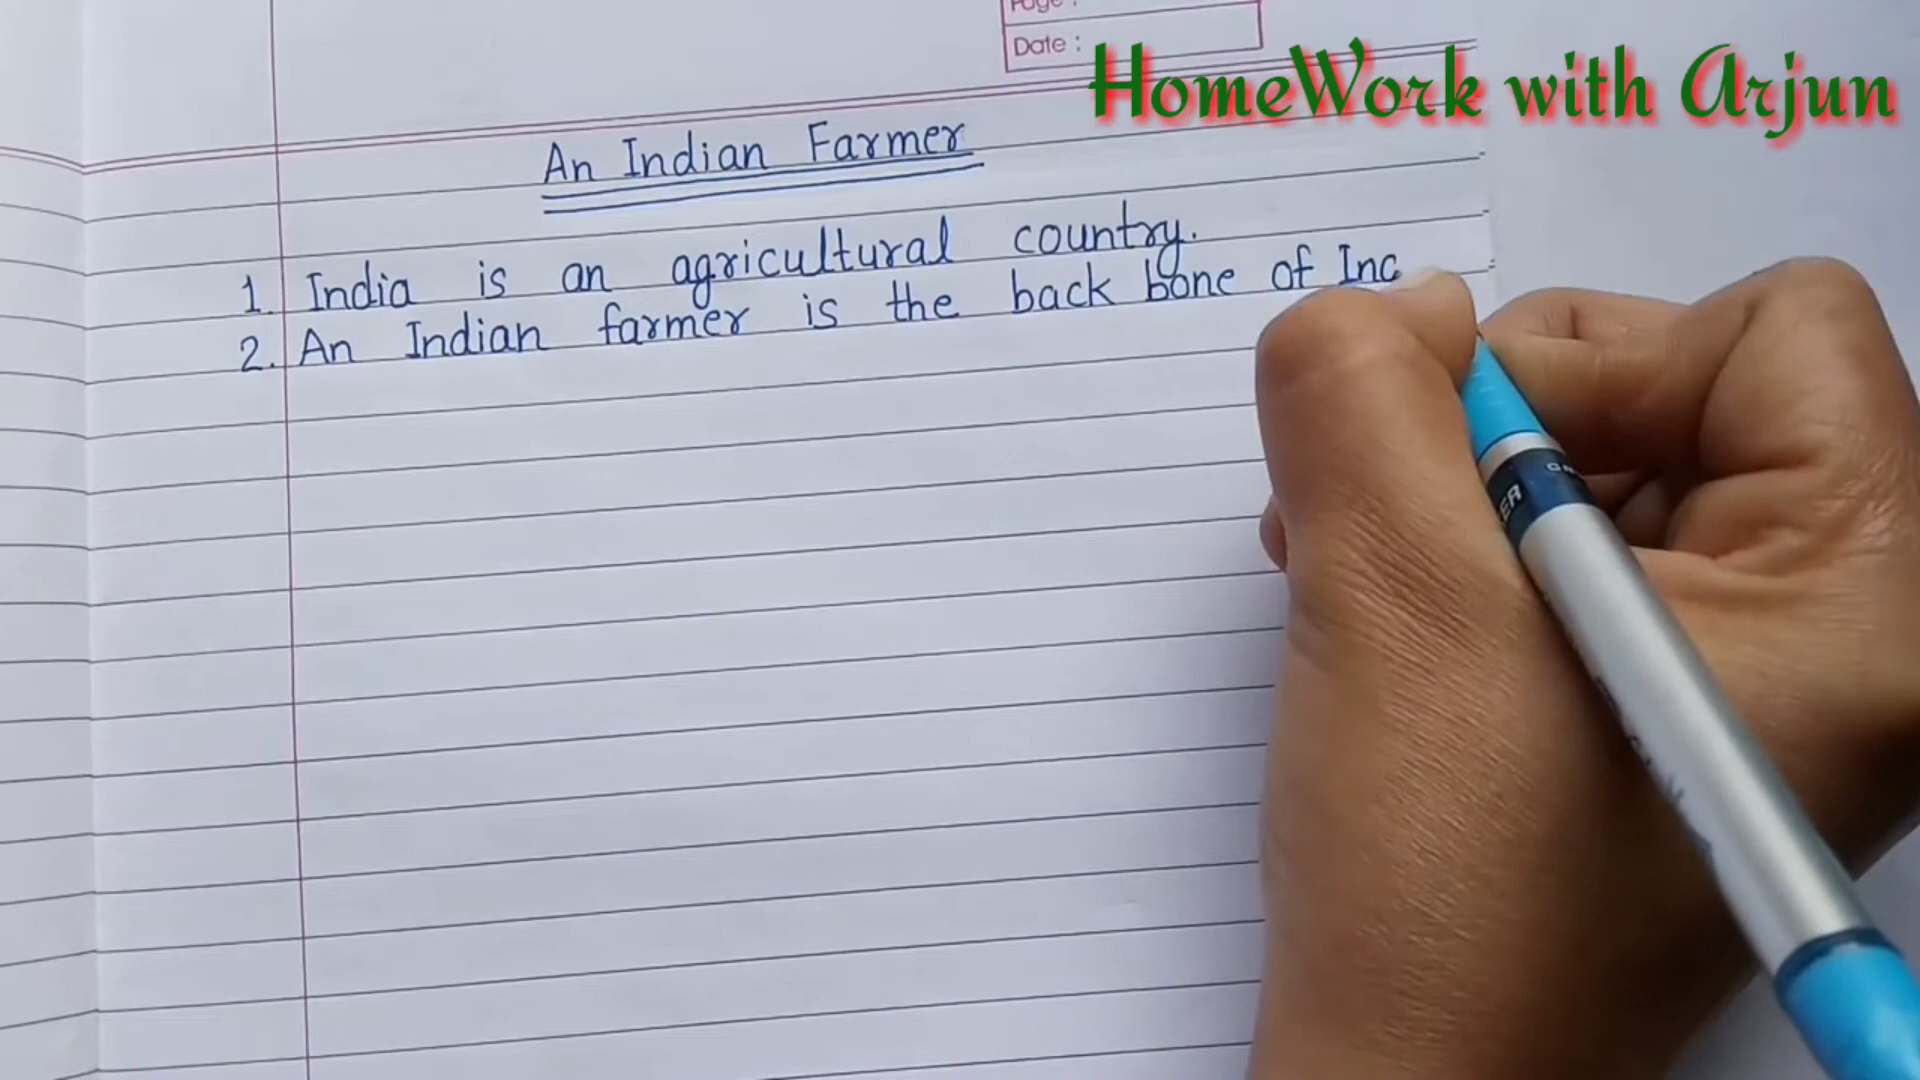 Page :
Date :
HomeWork with Arjun
An Indian Farmer
1. India is an agricultural country.
2. An Indian farmer is the back bone of Inc